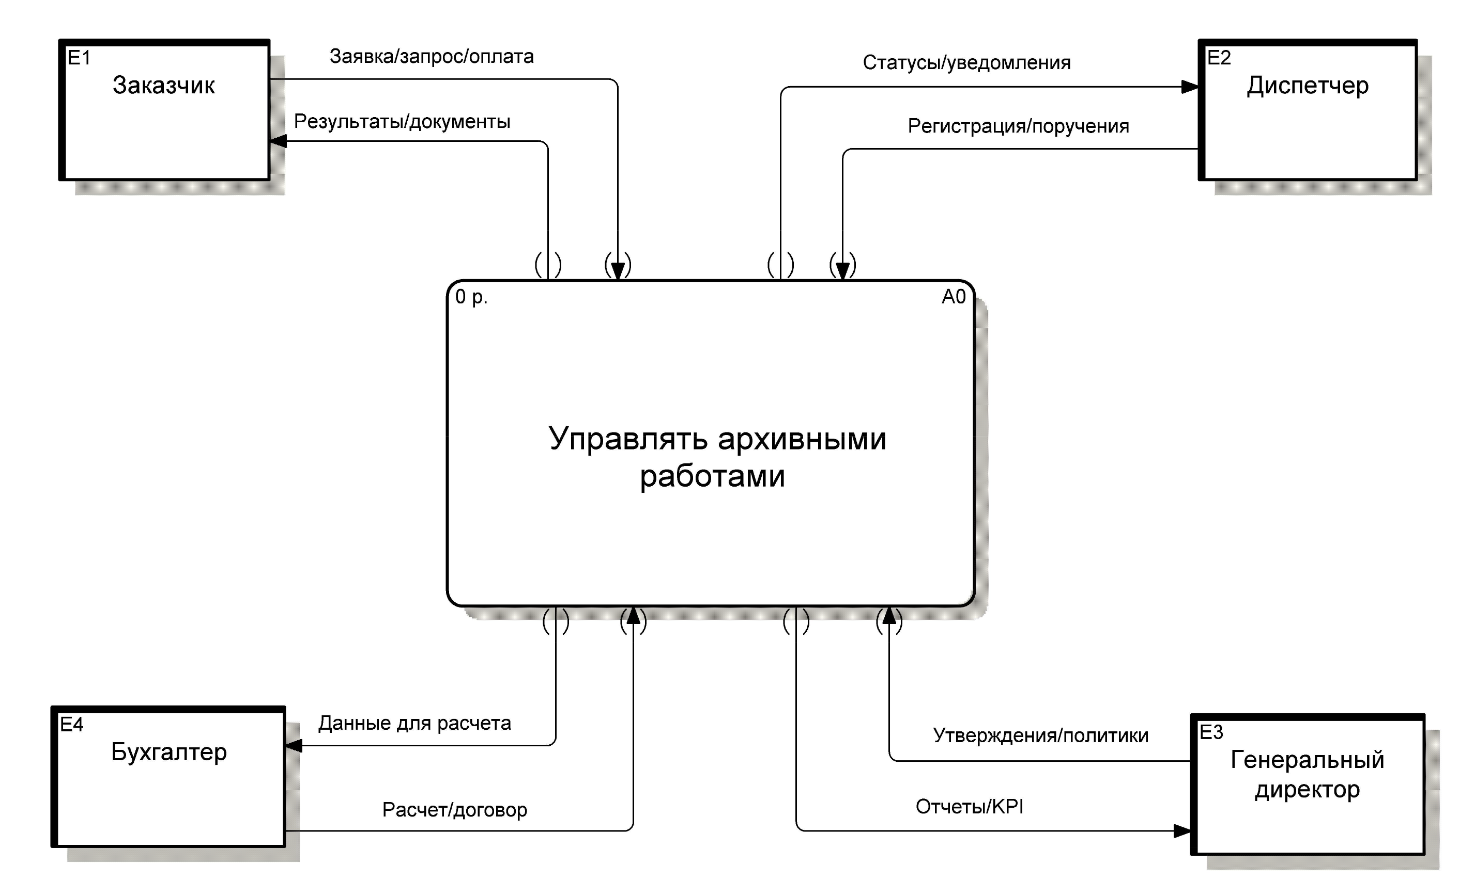 E1
Заказчик
Заявка/запрос/оплата
Результаты/документы
Статусы/уведомления
Регистрация/поручения
E2
Диспетчер
0 р.
A0
Управлять архивными
работами
E4
Бухгалтер
Данные для расчета
Расчет/договор
Утверждения/политики
Отчеты/KPI
E3
Генеральный
директор